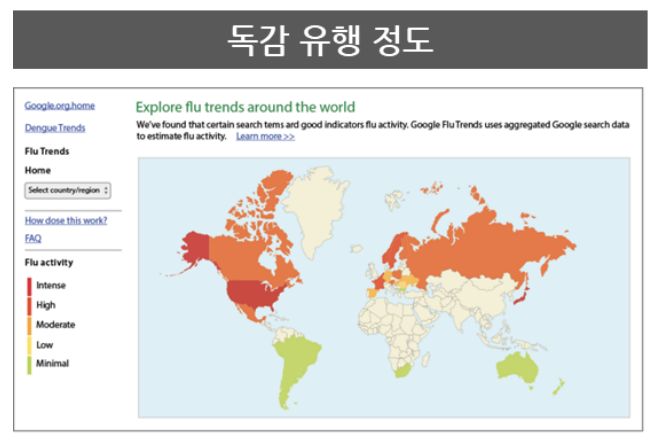 독감 유행 정도
Google.org.home
Dengue Trends
Flu Trends
Home
Select country/region
How dose this work?
FAQ
Flu activity
Intense
High
Moderate
Low
Minimal
Explore flu trends around the world
We've found that certain search tems ard good indicators flu activity. Google Flu Trends uses aggregated Google search data
to estimate flu activity. Learn more >>